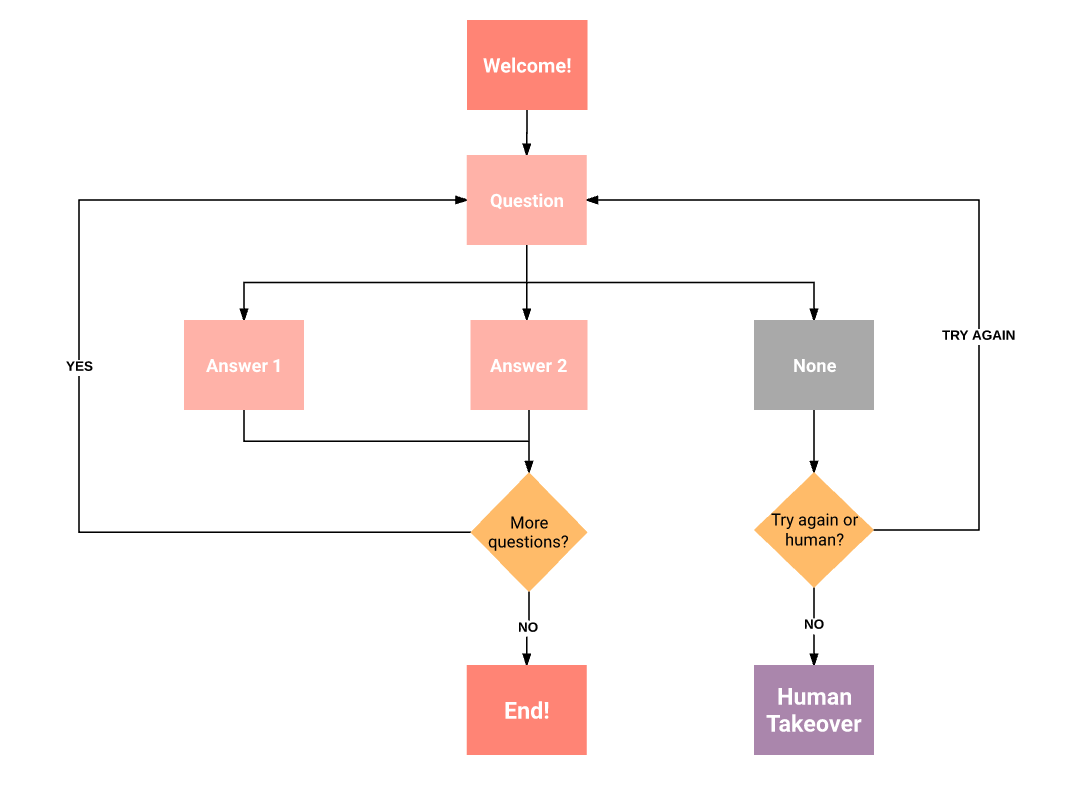 Welcome!
Question
TRY AGAIN
YES
Answer 1
Answer 2
None
More
questions?
Try again or
human?
NO
NO
End!
Human
Takeover